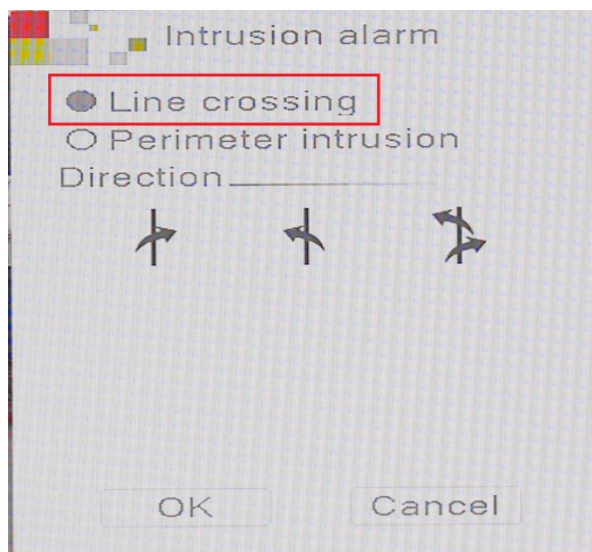 Intrusion alarm
Line crossing
Perimeter intrusion
Direction
OK
Cancel